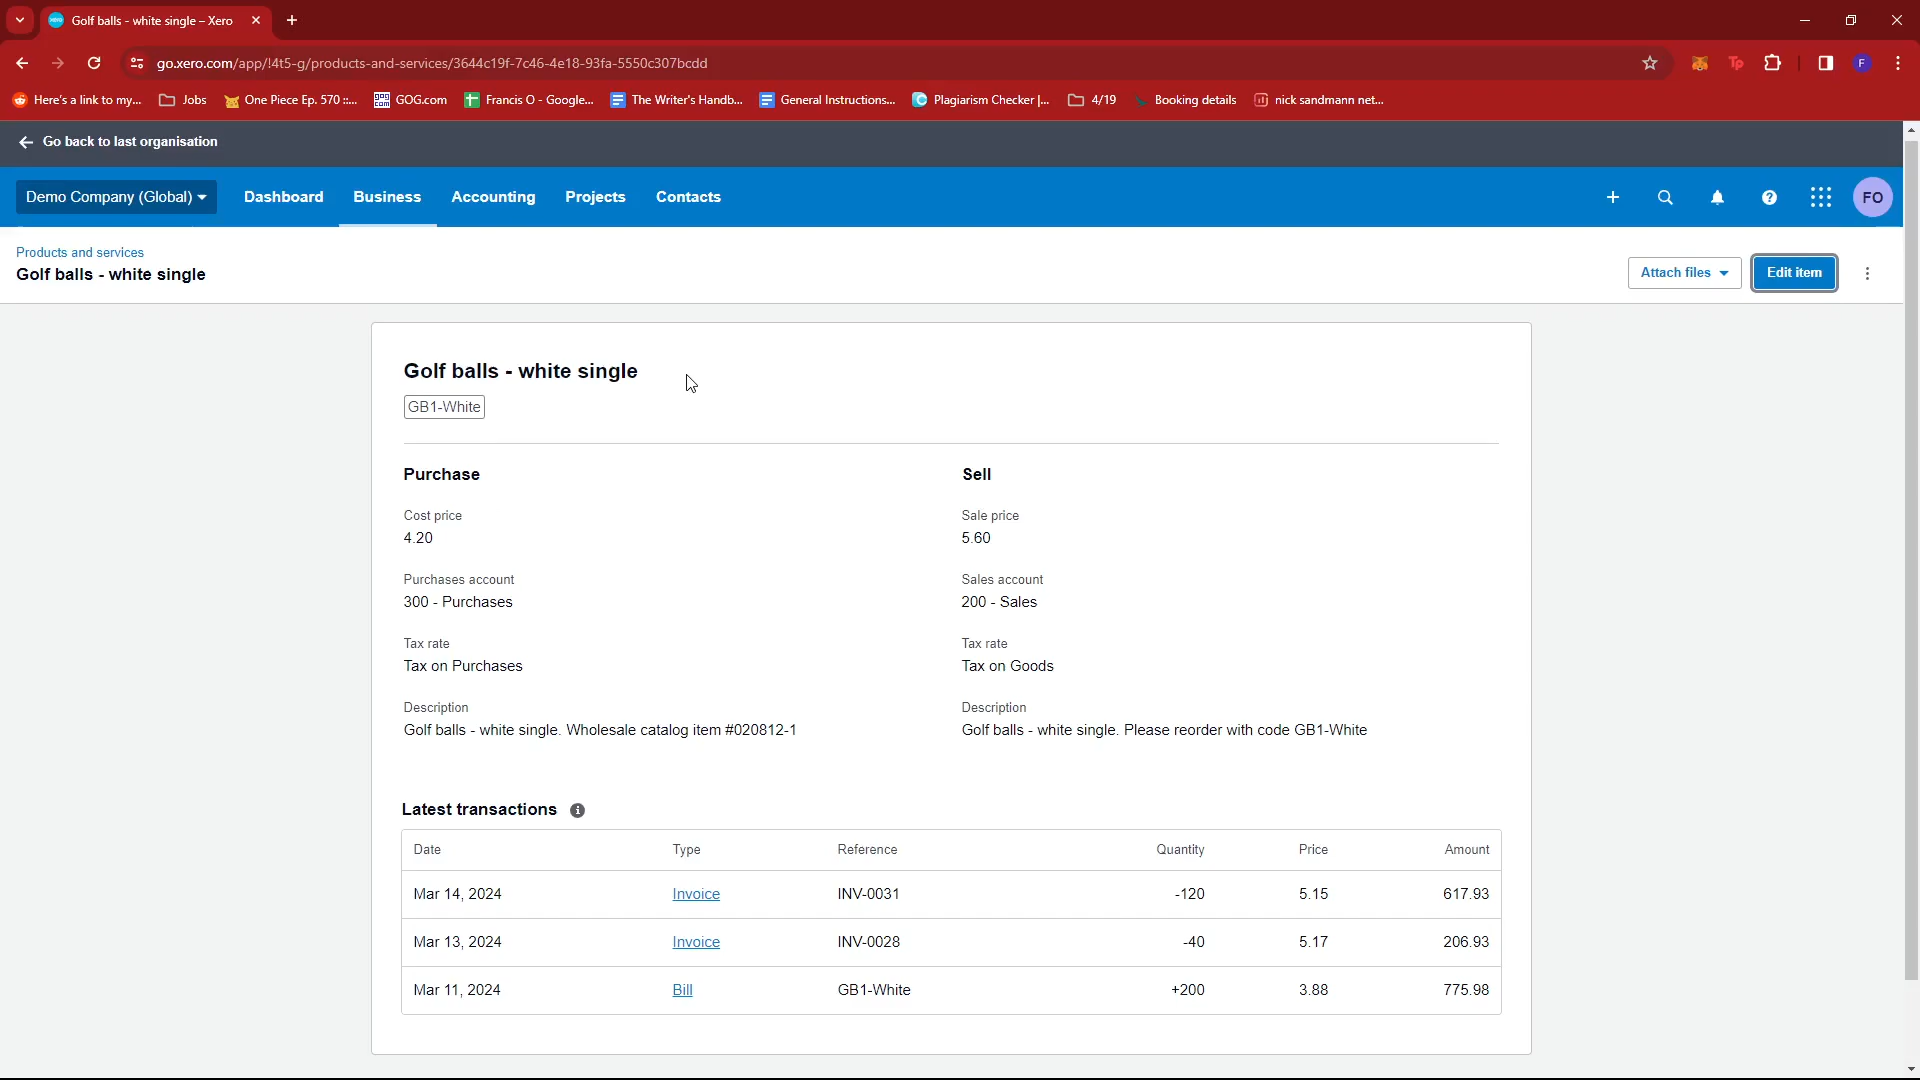 Golf balls - white single – Xero
go.xero.com/app/!4t5-g/products-and-services/3644c19f-7c46-4e18-93fa-5550c307bcdd
Tp
F
Here's a link to my...
Jobs
One Piece Ep. 570 ::...
GOG.com
Francis O - Google...
The Writer's Handb...
General Instructions...
Plagiarism Checker |...
4/19
Booking details
nick sandmann net...
Go back to last organisation
Demo Company (Global)
Dashboard
Business
Accounting
Projects
Contacts
FO
Products and services
Golf balls - white single
Attach files
Edit item
Golf balls - white single
GB1-White
Purchase
Sell
Cost price
4.20
Sale price
5.60
Purchases account
300 - Purchases
Sales account
200 - Sales
Tax rate
Tax on Purchases
Tax rate
Tax on Goods
Description
Golf balls - white single. Wholesale catalog item #020812-1
Description
Golf balls - white single. Please reorder with code GB1-White
Latest transactions
Date Type Reference Quantity Price Amount
Mar 14, 2024 Invoice INV-0031 -120 5.15 617.93
Mar 13, 2024 Invoice INV-0028 -40 5.17 206.93
Mar 11, 2024 Bill GB1-White +200 3.88 775.98